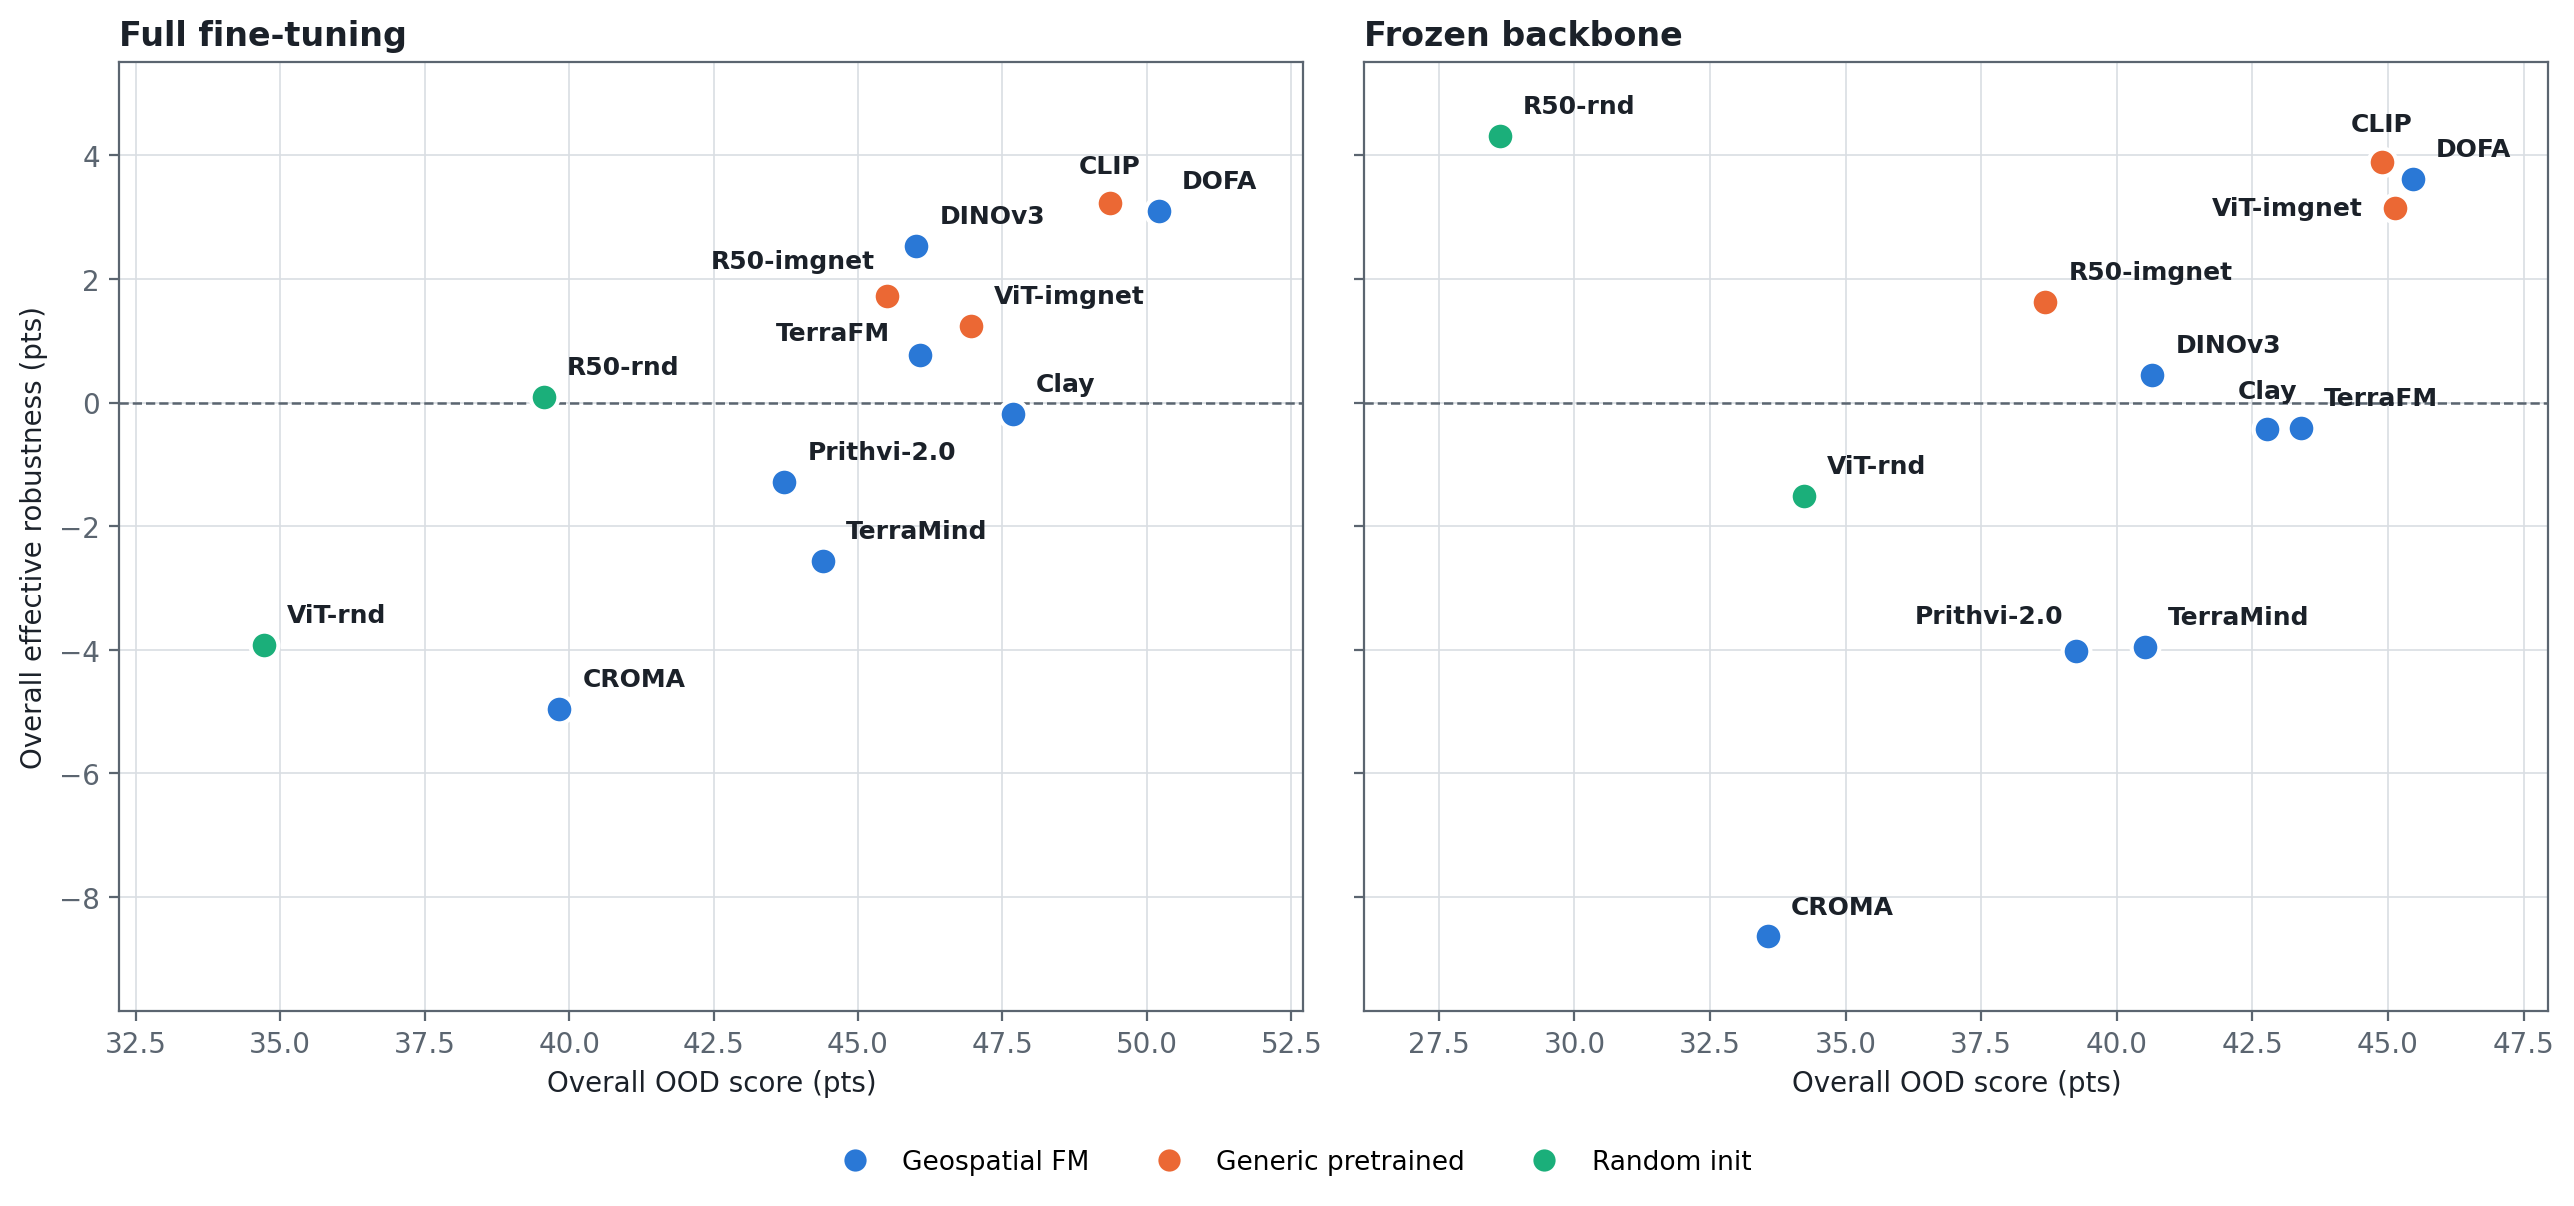 Full fine-tuning
Overall effective robustness (pts)
4
2
0
−2
−4
−6
−8
CLIP
DOFA
DINOv3
R50-imgnet
ViT-imgnet
TerraFM
R50-rnd
Clay
Prithvi-2.0
TerraMind
ViT-rnd
CROMA
32.5 35.0 37.5 40.0 42.5 45.0 47.5 50.0 52.5
Overall OOD score (pts)
Frozen backbone
R50-rnd
CLIP
DOFA
ViT-imgnet
R50-imgnet
DINOv3
Clay
TerraFM
ViT-rnd
Prithvi-2.0
TerraMind
CROMA
27.5 30.0 32.5 35.0 37.5 40.0 42.5 45.0 47.5
Overall OOD score (pts)
Geospatial FM Generic pretrained Random init